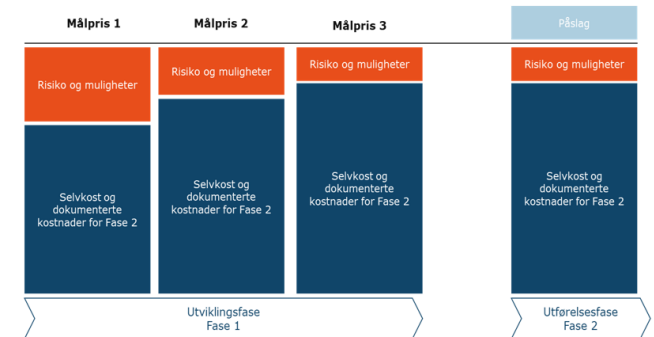 Målpris 1
Målpris 2
Målpris 3
Påslag
Risiko og muligheter
Risiko og muligheter
Risiko og muligheter
Risiko og muligheter
Selvkost og
dokumenterte
kostnader for Fase 2
Selvkost og
dokumenterte
kostnader for Fase 2
Selvkost og
dokumenterte
kostnader for Fase 2
Selvkost og
dokumenterte
kostnader for Fase 2
Utviklingsfase
Fase 1
Utførelsesfase
Fase 2